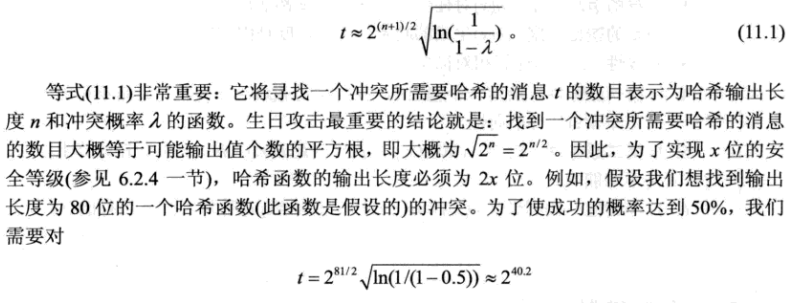 t ≈ 2^{(n+1)/2} \sqrt{\ln(\frac{1}{1-λ})} 。 (11.1)
等式(11.1)非常重要：它将寻找一个冲突所需要哈希的消息 t 的数目表示为哈希输出长
度 n 和冲突概率 λ 的函数。生日攻击最重要的结论就是：找到一个冲突所需要哈希的消息
的数目大概等于可能输出值个数的平方根，即大概为 \sqrt{2^n} = 2^{n/2}。因此，为了实现 x 位的安
全等级(参见 6.2.4 一节)，哈希函数的输出长度必须为 2x 位。例如，假设我们想找到输出
长度为 80 位的一个哈希函数(此函数是假设的)的冲突。为了使成功的概率达到 50%，我们
需要对
t = 2^{81/2} \sqrt{\ln(1/(1-0.5))} ≈ 2^{40.2}